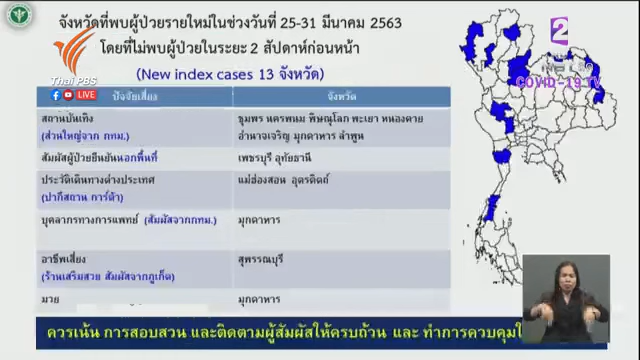 จังหวัดที่พบผู้ป่วยรายใหม่ในช่วงวันที่ 25-31 มีนาคม 2563
โดยที่ไม่พบผู้ป่วยในระยะ 2 สัปดาห์ก่อนหน้า
(New index cases 13 จังหวัด)
Thai PBS
LIVE
2
COVID-19 TV
ปัจจัยเสี่ยง จังหวัด
สถานบันเทิง ชุมพร นครพนม พิษณุโลก พะเยา หนองคาย
(ส่วนใหญ่จาก กทม.) อำนาจเจริญ มุกดาหาร ลำพูน
สัมผัสผู้ป่วยยืนยันนอกพื้นที่ เพชรบุรี อุทัยธานี
ประวัติเดินทางต่างประเทศ แม่ฮ่องสอน อุตรดิตถ์
(ปากีสถาน การ์ต้า)
บุคลากรทางการแพทย์ (สัมผัสจากกทม.) มุกดาหาร
อาชีพเสี่ยง สุพรรณบุรี
(ร้านเสริมสวย สัมผัสจากภูเก็ต)
มวย มุกดาหาร
ควรเน้น การสอบสวน และติดตามผู้สัมผัสให้ครบถ้วน และ ทำการควบคุม